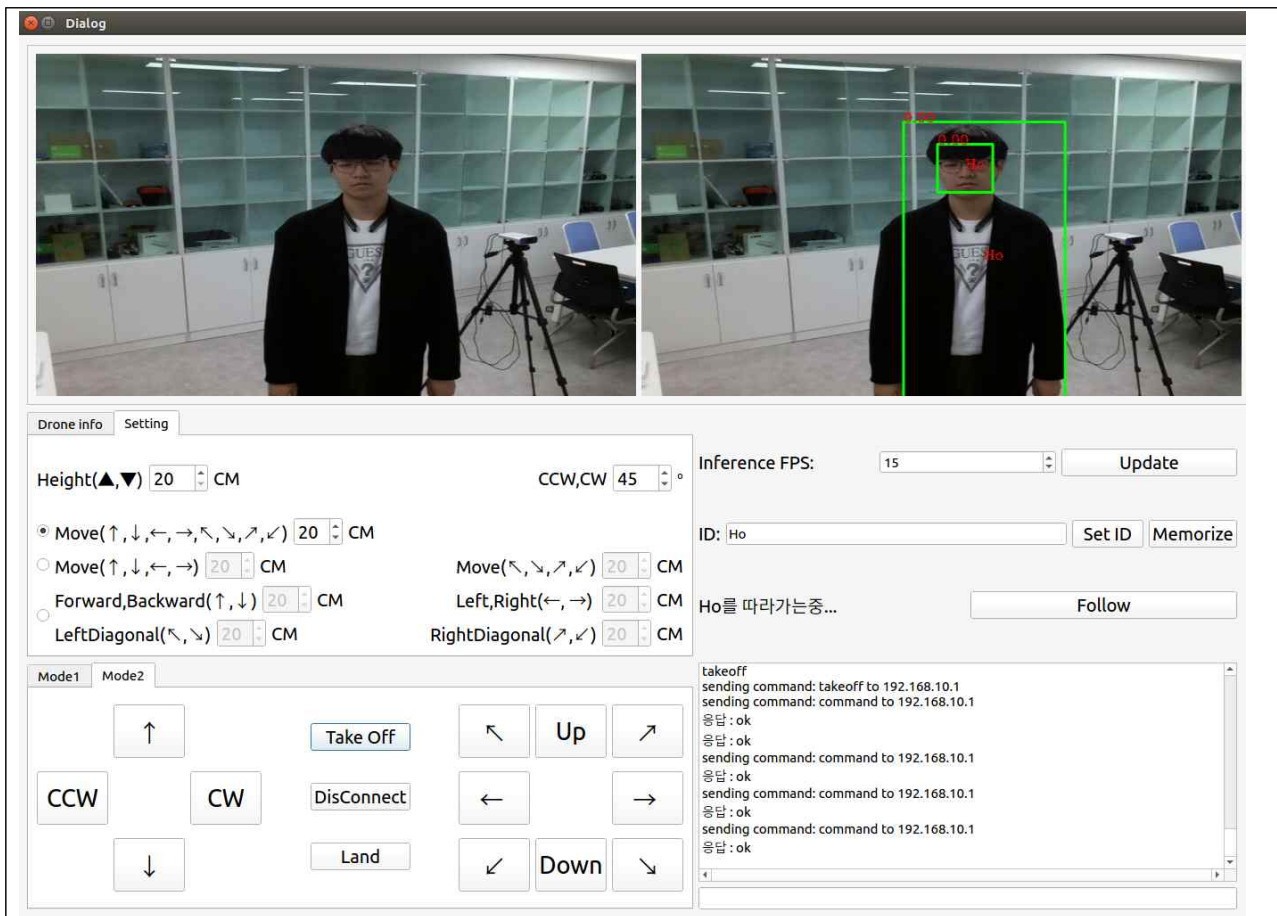 Dialog
0.00
0.00
Ho
GUES
?
GUES
Ho
?
Drone info Setting
Height(▲,▼) 20 CM CCW,CW 45 °
Move(↑,↓,←,→,↖,↘,↗,↙) 20 CM
Move(↑,↓,←,→) 20 CM Move(↖,↘,↗,↙) 20 CM
Forward,Backward(↑,↓) 20 CM Left,Right(←,→) 20 CM
LeftDiagonal(↖,↘) 20 CM RightDiagonal(↗,↙) 20 CM
Inference FPS: 15 Update
ID: Ho Set ID Memorize
Ho를 따라가는중... Follow
Mode1 Mode2
↑ Take Off ↖ Up ↗
CCW CW DisConnect ← →
↓ Land ↙ Down ↘
takeoff
sending command: takeoff to 192.168.10.1
sending command: command to 192.168.10.1
응답 : ok
응답 : ok
sending command: command to 192.168.10.1
응답 : ok
sending command: command to 192.168.10.1
응답 : ok
sending command: command to 192.168.10.1
응답 : ok